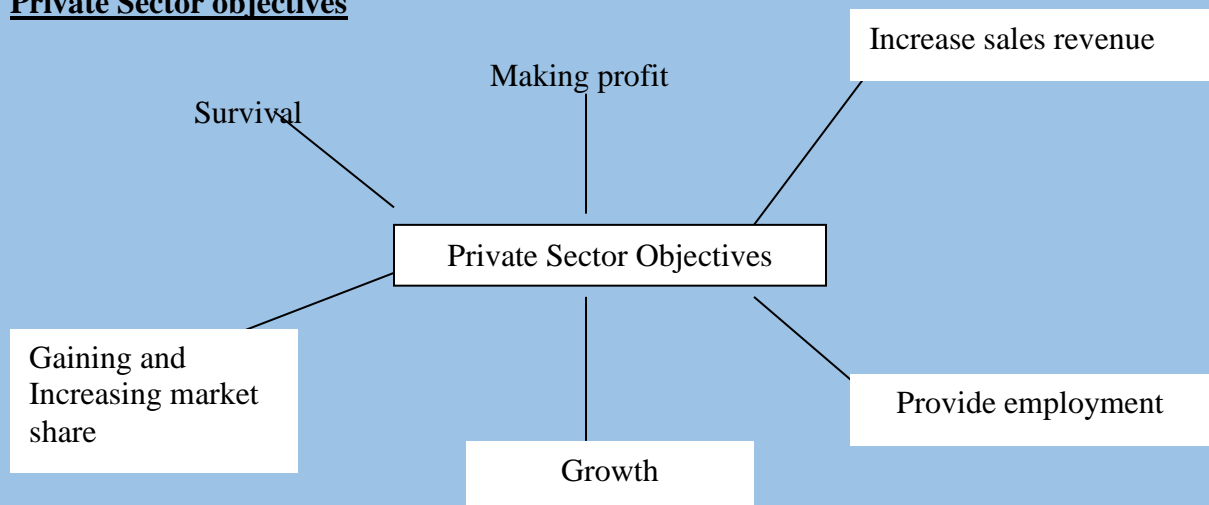 Private Sector objectives
Increase sales revenue
Making profit
Survival
Private Sector Objectives
Gaining and
Increasing market
share
Provide employment
Growth